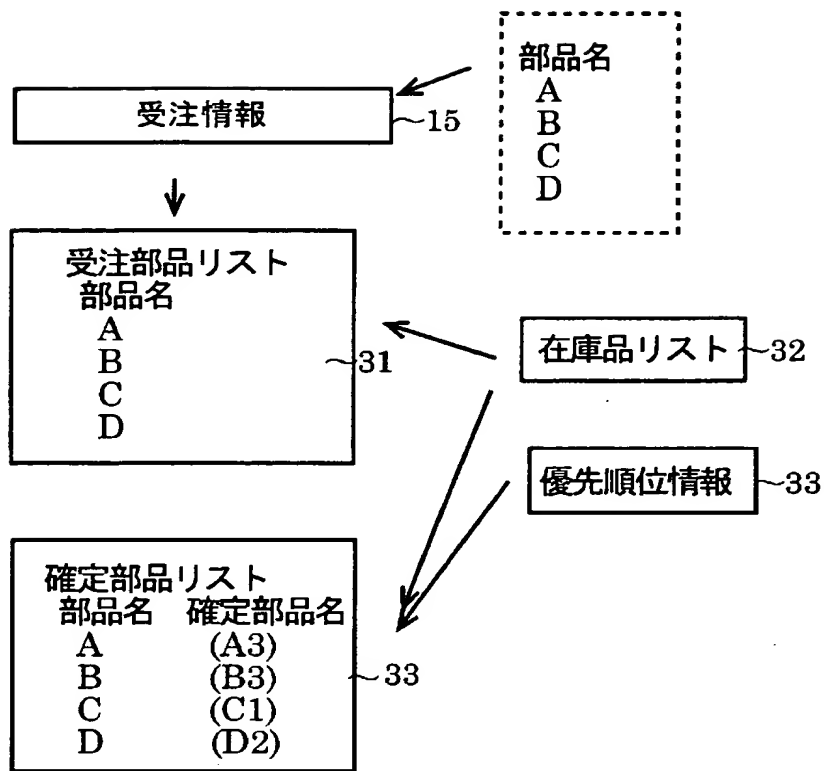 部品名
A
B
C
D
受注情報
~15
受注部品リスト
部品名
A
B
C
D
~31
在庫品リスト
~32
優先順位情報
~33
確定部品リスト
部品名 確定部品名
A (A3)
B (B3)
C (C1)
D (D2)
~33